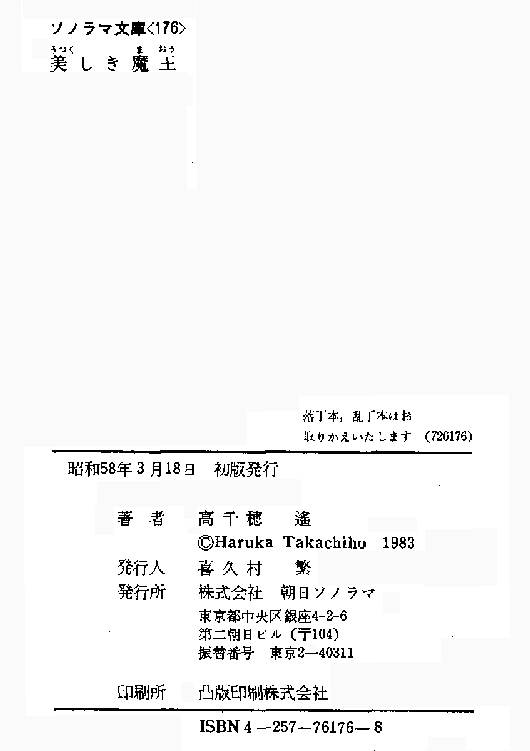 ソノラマ文庫〈176〉
うつく ま おう
美しき魔王
落丁本，乱丁本はお
取りかえいたします (726176)
昭和58年3月18日 初版発行
著者 高千穂 遙
©Haruka Takachiho 1983
発行人 喜久村 繁
発行所 株式会社 朝日ソノラマ
東京都中央区銀座4-2-6
第二朝日ビル（〒104）
振替番号 東京2―40311
印刷所 凸版印刷株式会社
ISBN 4―257―76176―8